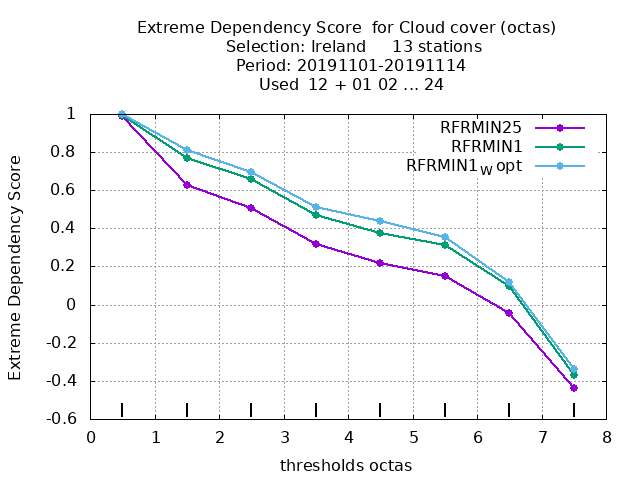 Extreme Dependency Score  for Cloud cover (octas)
Selection: Ireland     13 stations
Period: 20191101-20191114
Used  12 + 01 02 ... 24
RFRMIN25
RFRMIN1
RFRMIN1W opt
Extreme Dependency Score
1
0.8
0.6
0.4
0.2
0
-0.2
-0.4
-0.6
0 1 2 3 4 5 6 7 8
thresholds octas